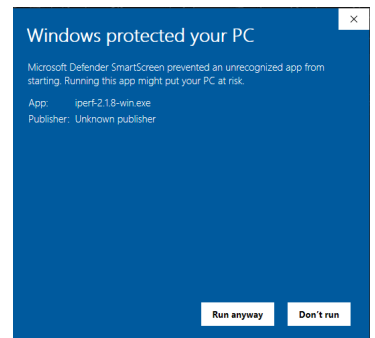 Windows protected your PC
Microsoft Defender SmartScreen prevented an unrecognized app from
starting. Running this app might put your PC at risk.
App: iperf-2.1.8-win.exe
Publisher: Unknown publisher
Run anyway Don't run